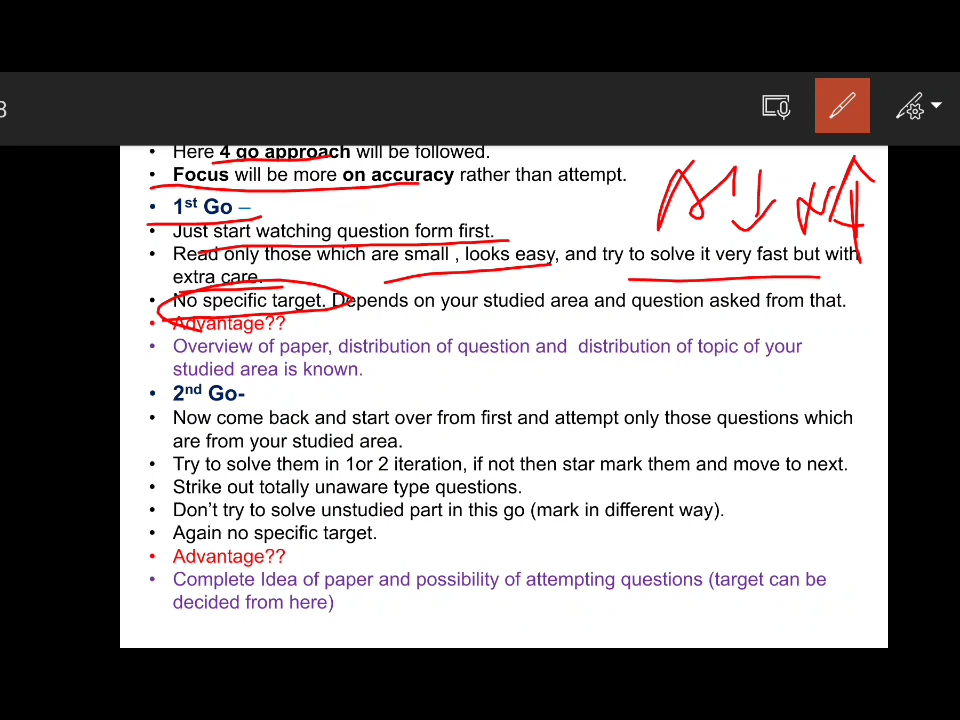 3
• Here 4 go approach will be followed.
• Focus will be more on accuracy rather than attempt.
• 1st Go –
• Just start watching question form first.
• Read only those which are small , looks easy, and try to solve it very fast but with
extra care.
• No specific target. Depends on your studied area and question asked from that.
• Advantage??
• Overview of paper, distribution of question and distribution of topic of your
studied area is known.
• 2nd Go-
• Now come back and start over from first and attempt only those questions which
are from your studied area.
• Try to solve them in 1or 2 iteration, if not then star mark them and move to next.
• Strike out totally unaware type questions.
• Don't try to solve unstudied part in this go (mark in different way).
• Again no specific target.
• Advantage??
• Complete Idea of paper and possibility of attempting questions (target can be
decided from here)